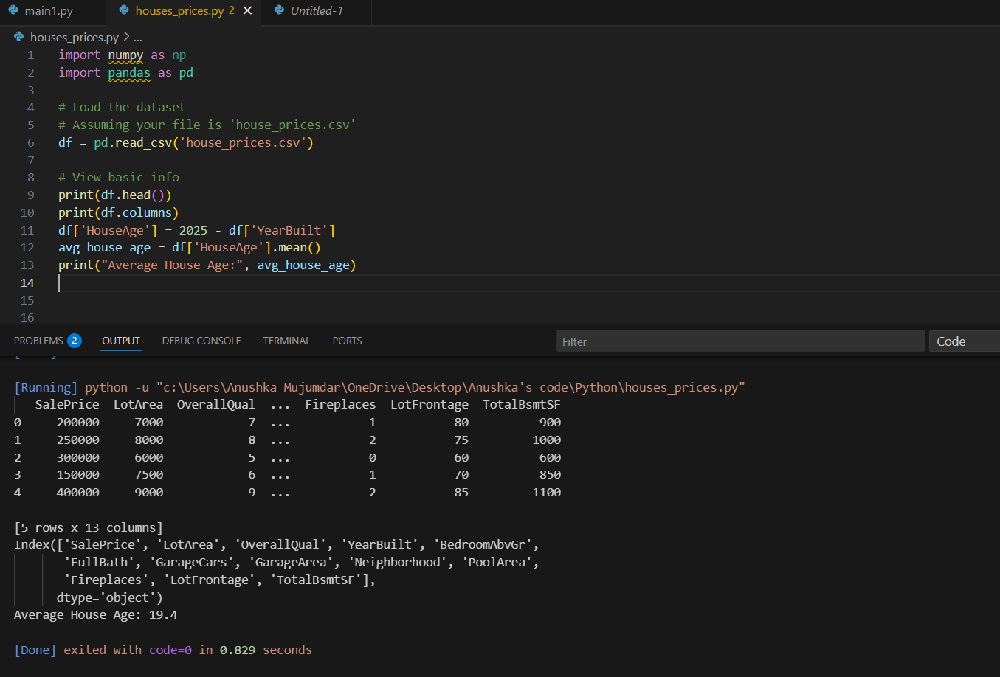 main1.py
houses_prices.py 2
Untitled-1
houses_prices.py > ...
1 import numpy as np
2 import pandas as pd
3
4 # Load the dataset
5 # Assuming your file is 'house_prices.csv'
6 df = pd.read_csv('house_prices.csv')
7
8 # View basic info
9 print(df.head())
10 print(df.columns)
11 df['HouseAge'] = 2025 - df['YearBuilt']
12 avg_house_age = df['HouseAge'].mean()
13 print("Average House Age:", avg_house_age)
14
15
16
PROBLEMS 2 OUTPUT DEBUG CONSOLE TERMINAL PORTS Filter Code
[Running] python -u "c:\Users\Anushka Mujumdar\OneDrive\Desktop\Anushka's code\Python\houses_prices.py"
SalePrice LotArea OverallQual ... Fireplaces LotFrontage TotalBsmtSF
0 200000 7000 7 ... 1 80 900
1 250000 8000 8 ... 2 75 1000
2 300000 6000 5 ... 0 60 600
3 150000 7500 6 ... 1 70 850
4 400000 9000 9 ... 2 85 1100
[5 rows x 13 columns]
Index(['SalePrice', 'LotArea', 'OverallQual', 'YearBuilt', 'BedroomAbvGr',
'FullBath', 'GarageCars', 'GarageArea', 'Neighborhood', 'PoolArea',
'Fireplaces', 'LotFrontage', 'TotalBsmtSF'],
dtype='object')
Average House Age: 19.4
[Done] exited with code=0 in 0.829 seconds